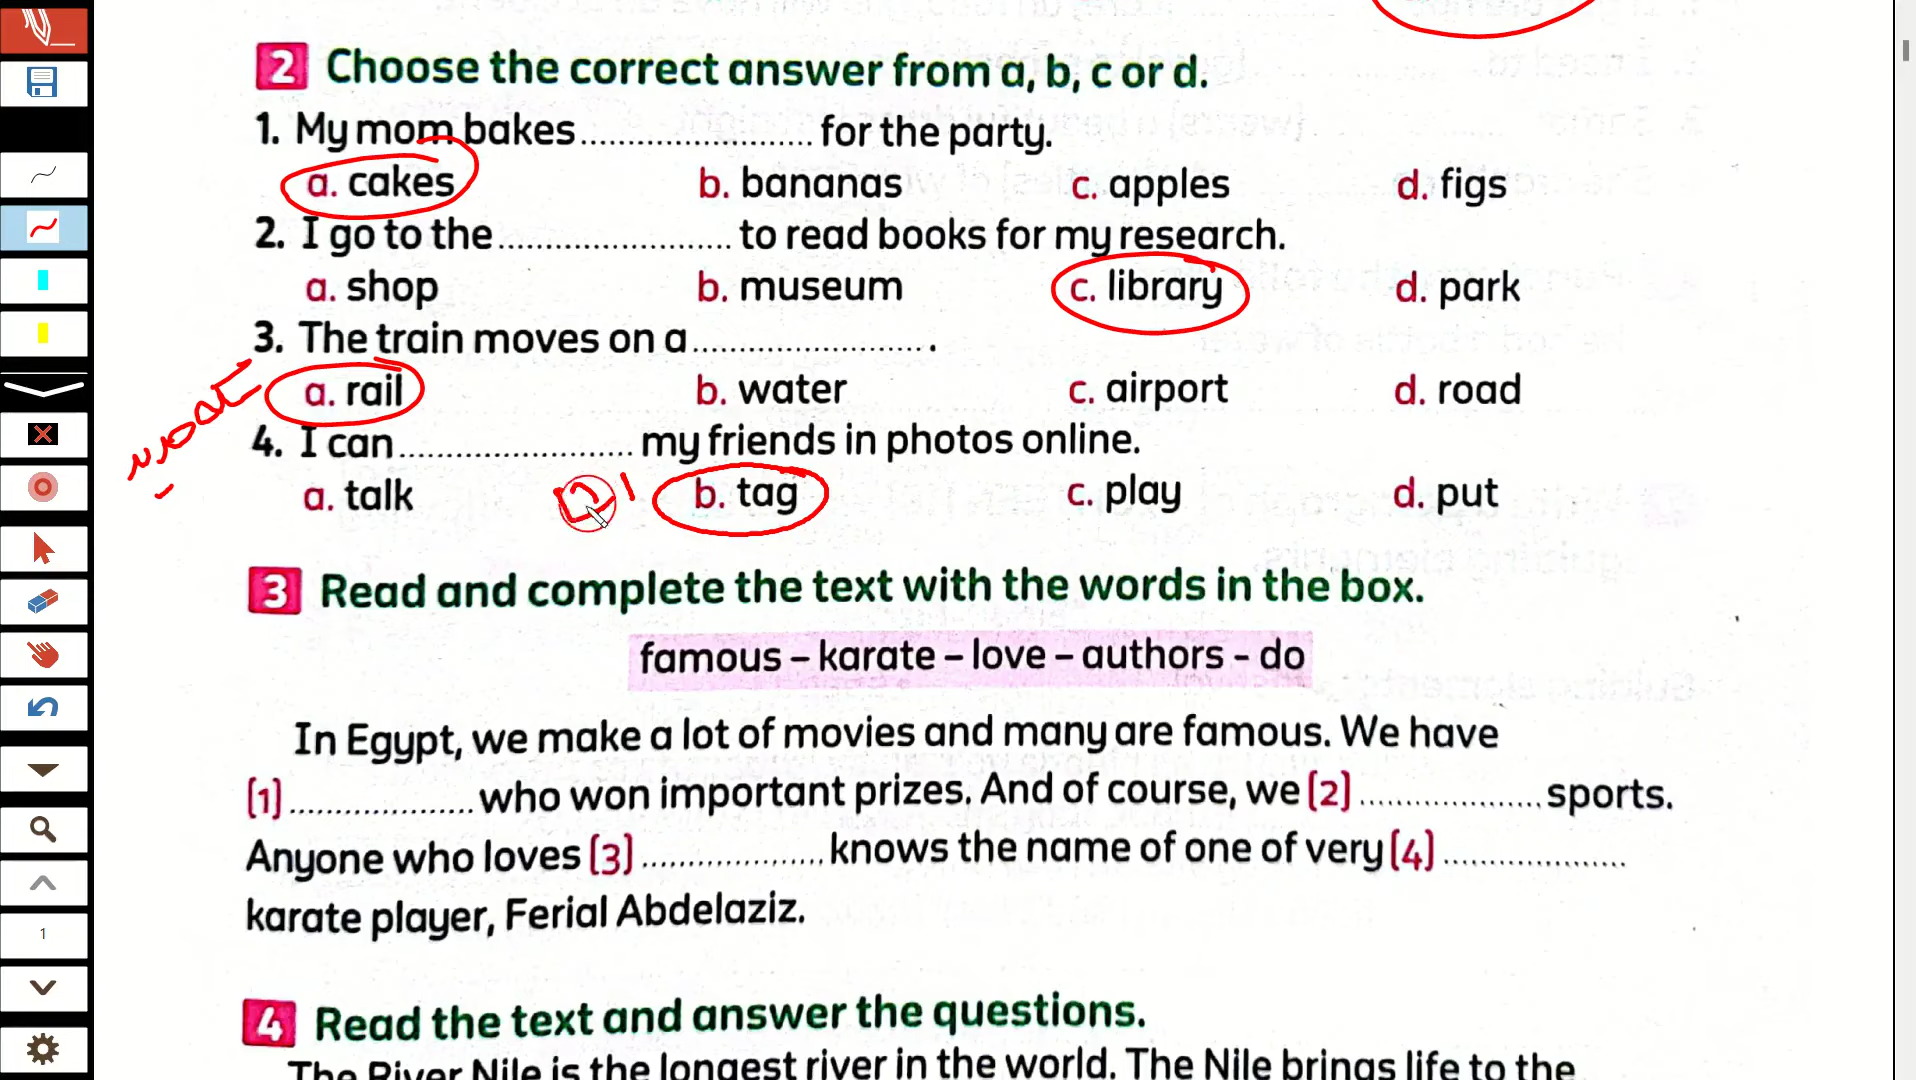 2 Choose the correct answer from a, b, c or d.
1. My mom bakes ........................ for the party.
a. cakes b. bananas c. apples d. figs
2. I go to the ........................ to read books for my research.
a. shop b. museum c. library d. park
3. The train moves on a ........................ .
a. rail b. water c. airport d. road
4. I can ........................ my friends in photos online.
a. talk b. tag c. play d. put
3 Read and complete the text with the words in the box.
famous – karate – love – authors – do
In Egypt, we make a lot of movies and many are famous. We have
(1) .................... who won important prizes. And of course, we (2) .................... sports.
Anyone who loves (3) .................... knows the name of one of very (4) ....................
karate player, Ferial Abdelaziz.
4 Read the text and answer the questions.
The River Nile is the longest river in the world. The Nile brings life to the
1